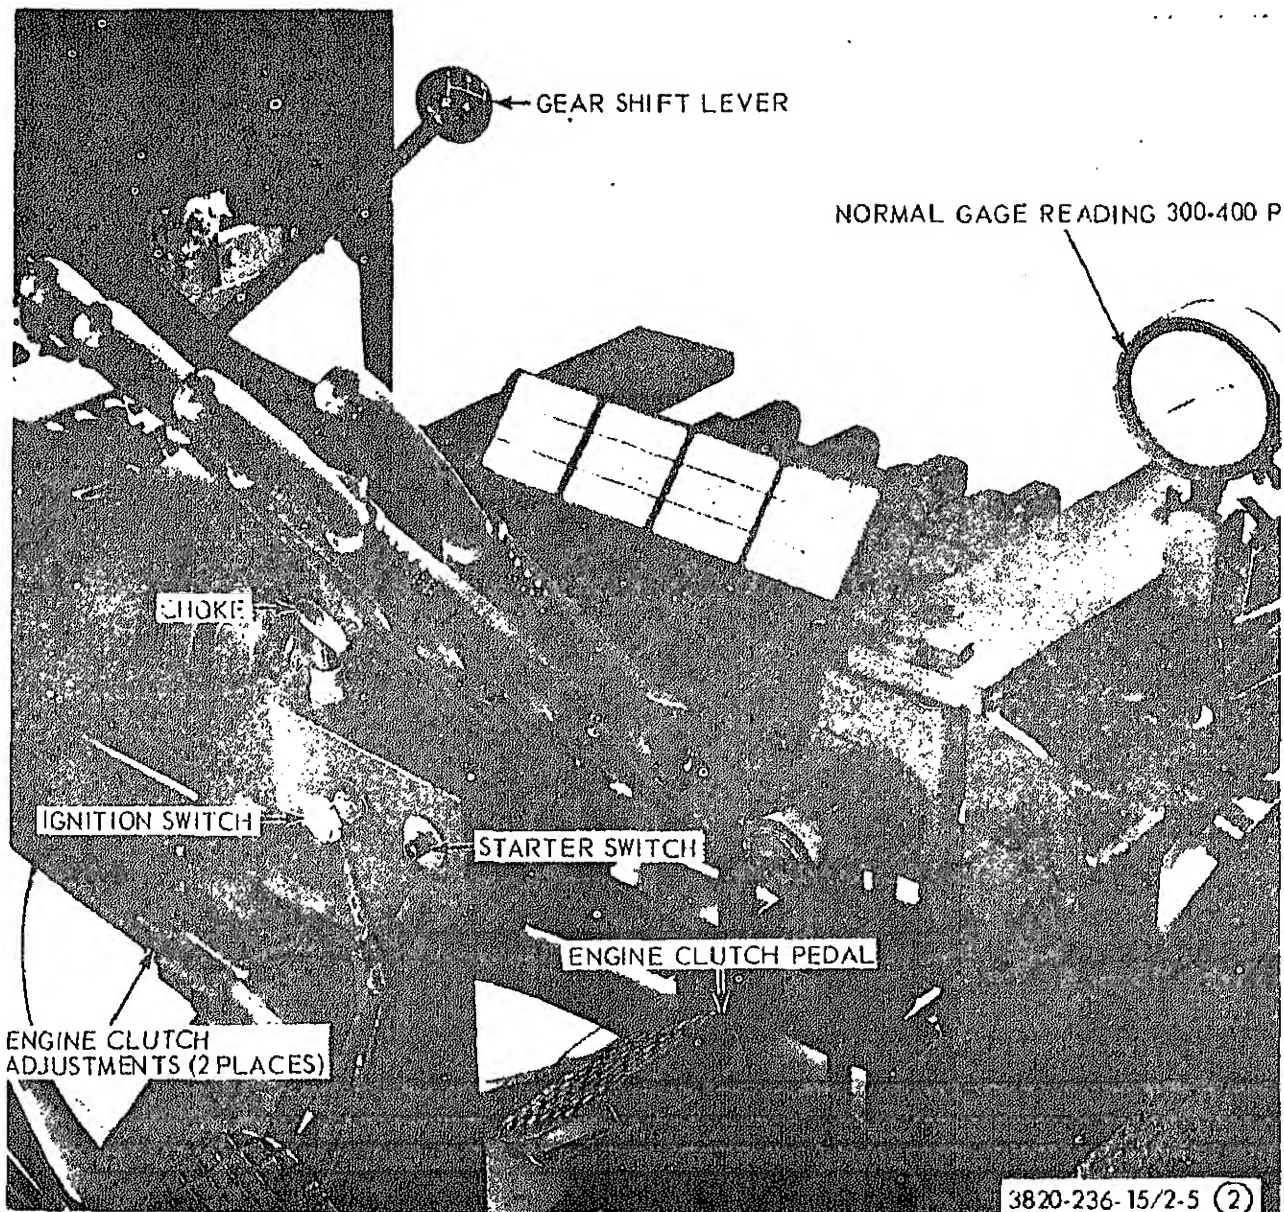 GEAR SHIFT LEVER
NORMAL GAGE READING 300-400 P
CHOKE
IGNITION SWITCH
STARTER SWITCH
ENGINE CLUTCH PEDAL
ENGINE CLUTCH
ADJUSTMENTS (2 PLACES)
3820-236-15/2-5 2